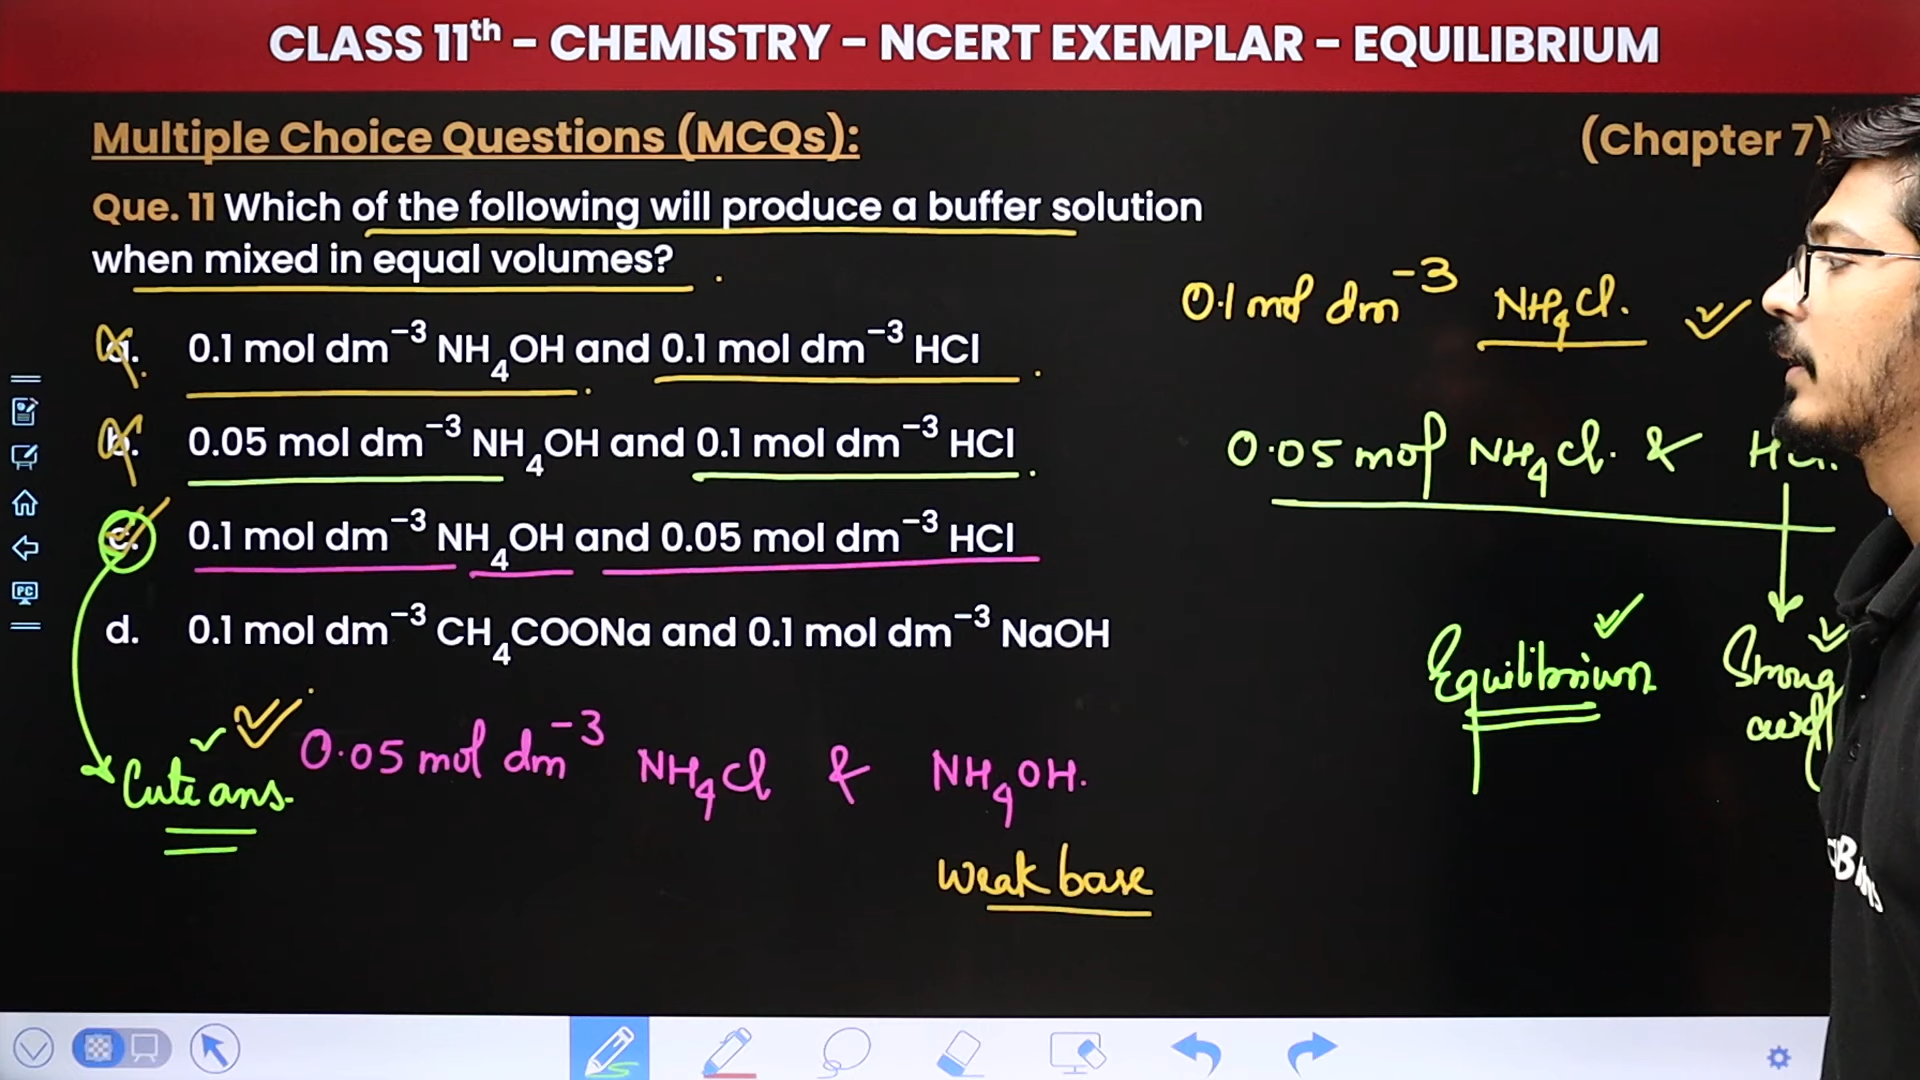 CLASS 11th - CHEMISTRY - NCERT EXEMPLAR - EQUILIBRIUM
Multiple Choice Questions (MCQs):
(Chapter 7)
Que. 11 Which of the following will produce a buffer solution
when mixed in equal volumes?
0.1 mol dm⁻³ NH₄Cl.
a. 0.1 mol dm⁻³ NH₄OH and 0.1 mol dm⁻³ HCl
b. 0.05 mol dm⁻³ NH₄OH and 0.1 mol dm⁻³ HCl
0.05 mol NH₄Cl. & HCl.
c. 0.1 mol dm⁻³ NH₄OH and 0.05 mol dm⁻³ HCl
d. 0.1 mol dm⁻³ CH₄COONa and 0.1 mol dm⁻³ NaOH
Equilibrium
Strong
acid
0.05 mol dm⁻³ NH₄Cl & NH₄OH.
Cute ans.
weak base
PC